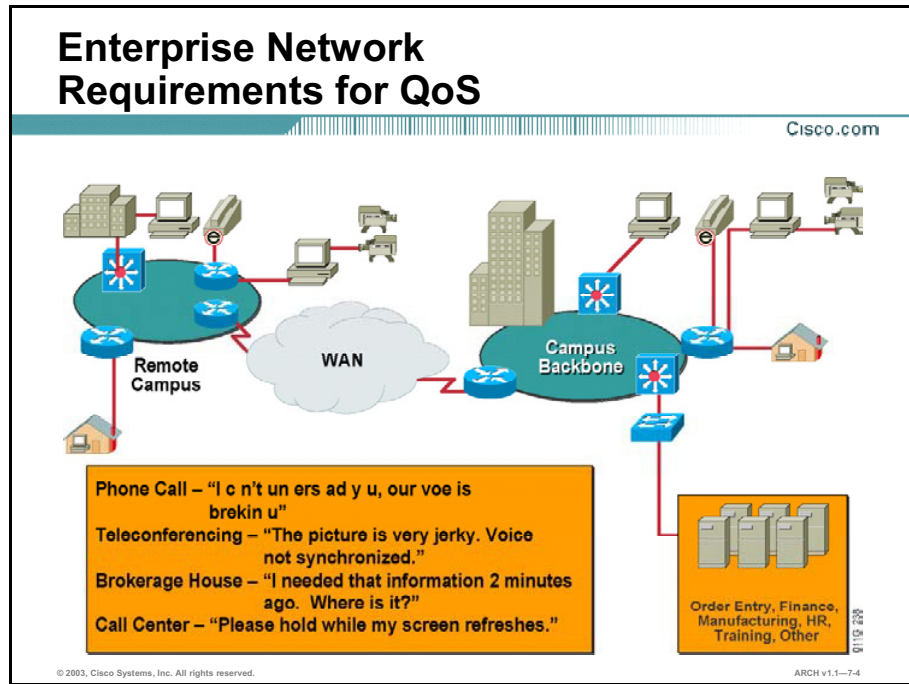 Enterprise Network
Requirements for QoS
Cisco.com
e
e
WAN
Campus
Backbone
Remote
Campus
Phone Call – “I c n’t un ers ad y u, our voe is
brekin u”
Teleconferencing – “The picture is very jerky. Voice
not synchronized.”
Brokerage House – “I needed that information 2 minutes
ago. Where is it?”
Call Center – “Please hold while my screen refreshes.”
Order Entry, Finance,
Manufacturing, HR,
Training, Other
011G_238
© 2003, Cisco Systems, Inc. All rights reserved.
ARCH v1.1—7-4